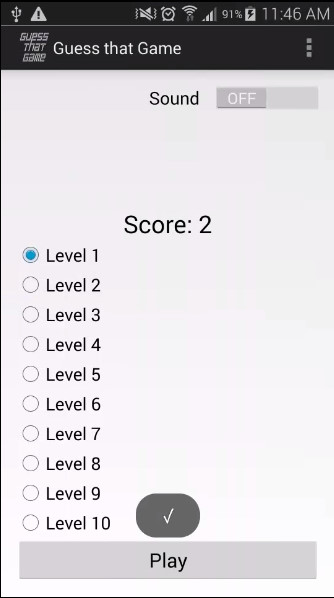 91% 11:46 AM
GUESS
THAT
GAME
Guess that Game
Sound OFF
Score: 2
Level 1
Level 2
Level 3
Level 4
Level 5
Level 6
Level 7
Level 8
Level 9
Level 10
√
Play